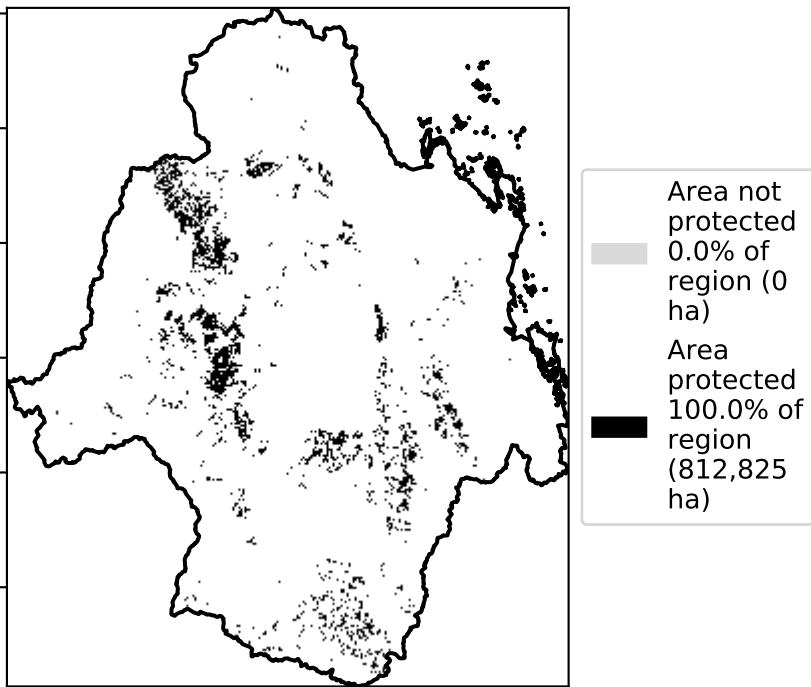 Area not
protected
0.0% of
region (0
ha)
Area
protected
100.0% of
region
(812,825
ha)